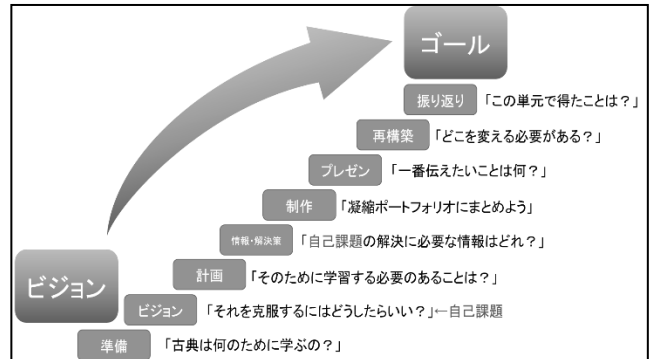 ゴール
振り返り 「この単元で得たことは？」
再構築 「どこを変える必要がある？」
プレゼン 「一番伝えたいことは何？」
制作 「凝縮ポートフォリオにまとめよう」
情報・解決策 「自己課題の解決に必要な情報はどれ？」
計画 「そのために学習する必要のあることは？」
ビジョン
ビジョン 「それを克服するにはどうしたらいい？」←自己課題
準備 「古典は何のために学ぶの？」